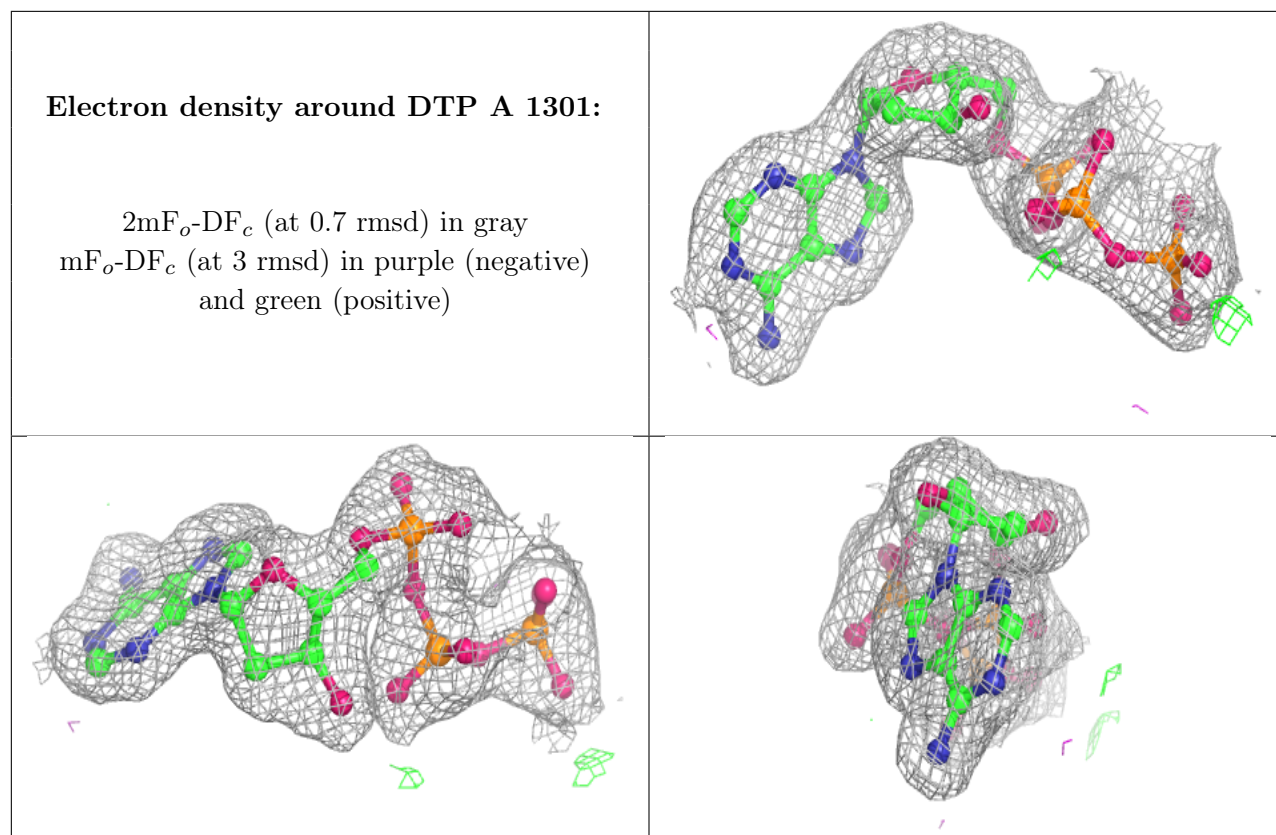 Electron density around DTP A 1301:
2mFo-DFc (at 0.7 rmsd) in gray
mFo-DFc (at 3 rmsd) in purple (negative)
and green (positive)